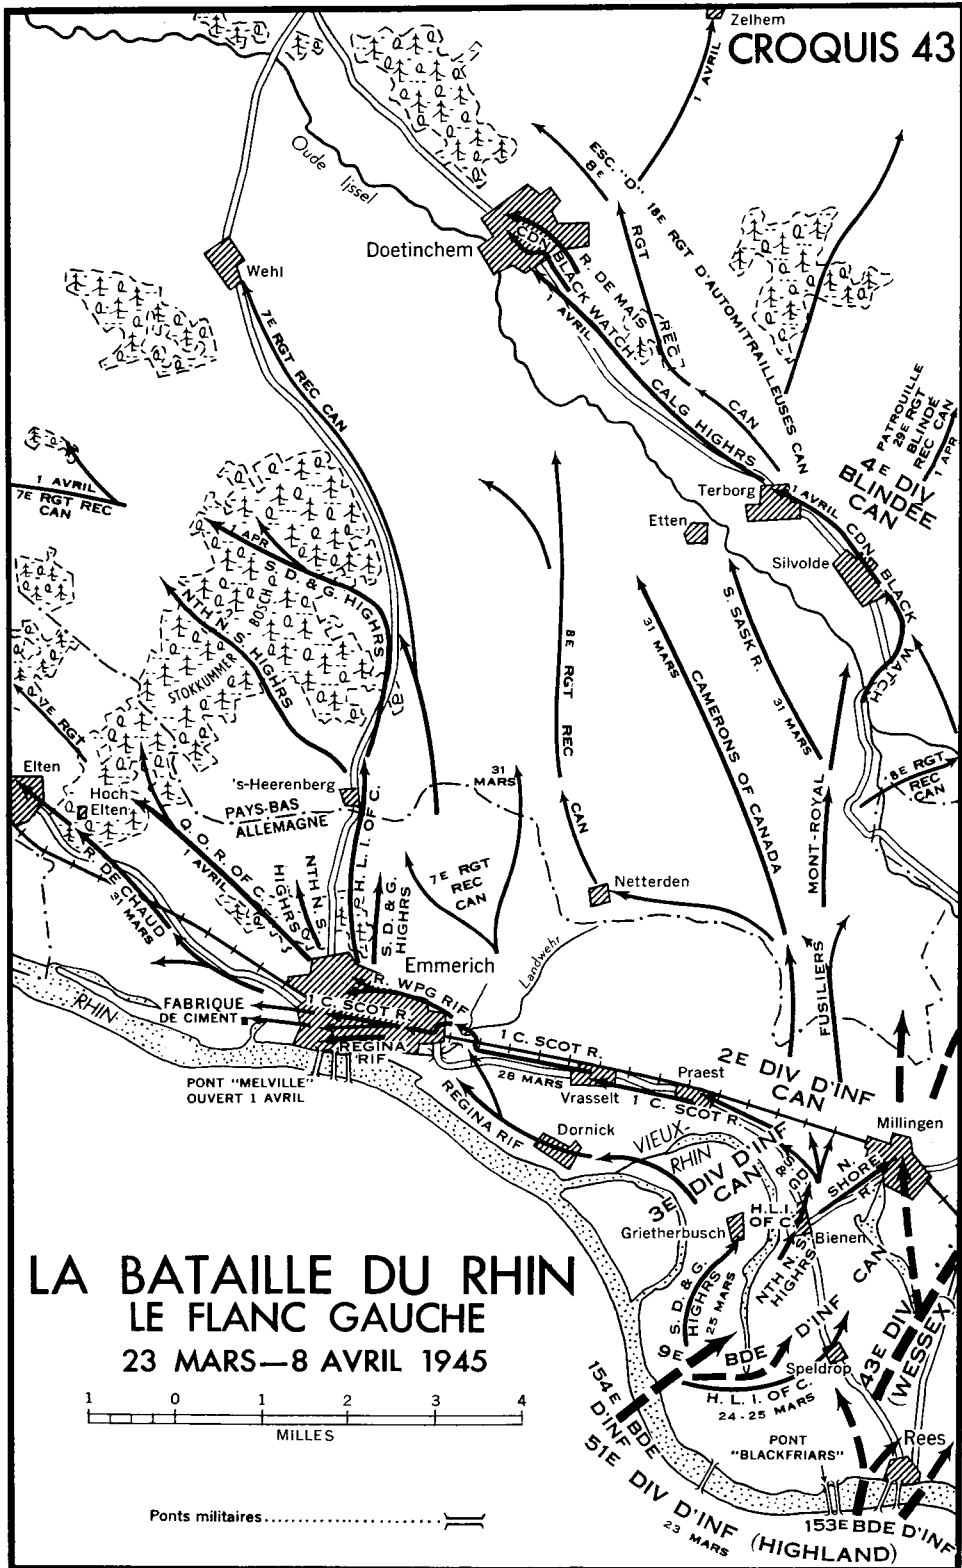 Zelhem
CROQUIS 43
1 AVRIL
Oude Ijssel
ESC. "D" 18E RGT D'AUTOMITRAILLEUSES CAN
8E RGT REC CAN
Doetinchem
CDN BLACK WATCH
R. DE MAIS
1 AVRIL
CALG HIGHRS
Wehl
7E RGT REC CAN
PATROUILLE
29E RGT
BLINDÉ
REC CAN
1 APR
4E DIV
BLINDÉE
CAN
1 AVRIL
7E RGT REC
CAN
Terborg
1 AVRIL CDN BLACK WATCH
Etten
Silvolde
1 APR
S. D. & G. HIGHRS
NTH N. S. HIGHRS
STOKKUMMER BOSCH
8E RGT REC CAN
31 MARS
CAMERONS OF CANADA
S. SASK R.
31 MARS
VE RGT
Elten
Hoch
Elten
's-Heerenberg
PAYS-BAS
ALLEMAGNE
31
MARS
8E RGT
REC
CAN
FUSILIERS MONT-ROYAL
Q. O. R. OF C.
1 AVRIL
R. DE CHAUD
31 MARS
NTH N. S.
HIGHRS
H. L. I. OF C.
S. D. & G.
HIGHRS
7E RGT
REC
CAN
Netterden
Landwehr
Emmerich
R. WPG RIF
RHIN
FABRIQUE
DE CIMENT
1 C. SCOT R.
REGINA
RIF
PONT "MELVILLE"
OUVERT 1 AVRIL
1 C. SCOT R.
28 MARS
Vrasselt
Praest
1 C. SCOT R.
2E DIV D'INF
CAN
REGINA RIF
Dornick
VIEUX-
RHIN
Millingen
3E DIV D'INF
CAN
S D & G
N. SHORE
R.
H.L.I.
OF C.
Grietherbusch
Bienen
NTH N. S.
HIGHRS
S. D. & G.
HIGHRS
25 MARS
9E BDE D'INF CAN
Speldrop
H. L. I. OF C.
24-25 MARS
43E DIV
(WESSEX)
154E BDE
D'INF
51E DIV D'INF (HIGHLAND)
23 MARS
PONT
"BLACKFRIARS"
Rees
153E BDE D'INF
LA BATAILLE DU RHIN
LE FLANC GAUCHE
23 MARS—8 AVRIL 1945
1 0 1 2 3 4
MILLES
Ponts militaires